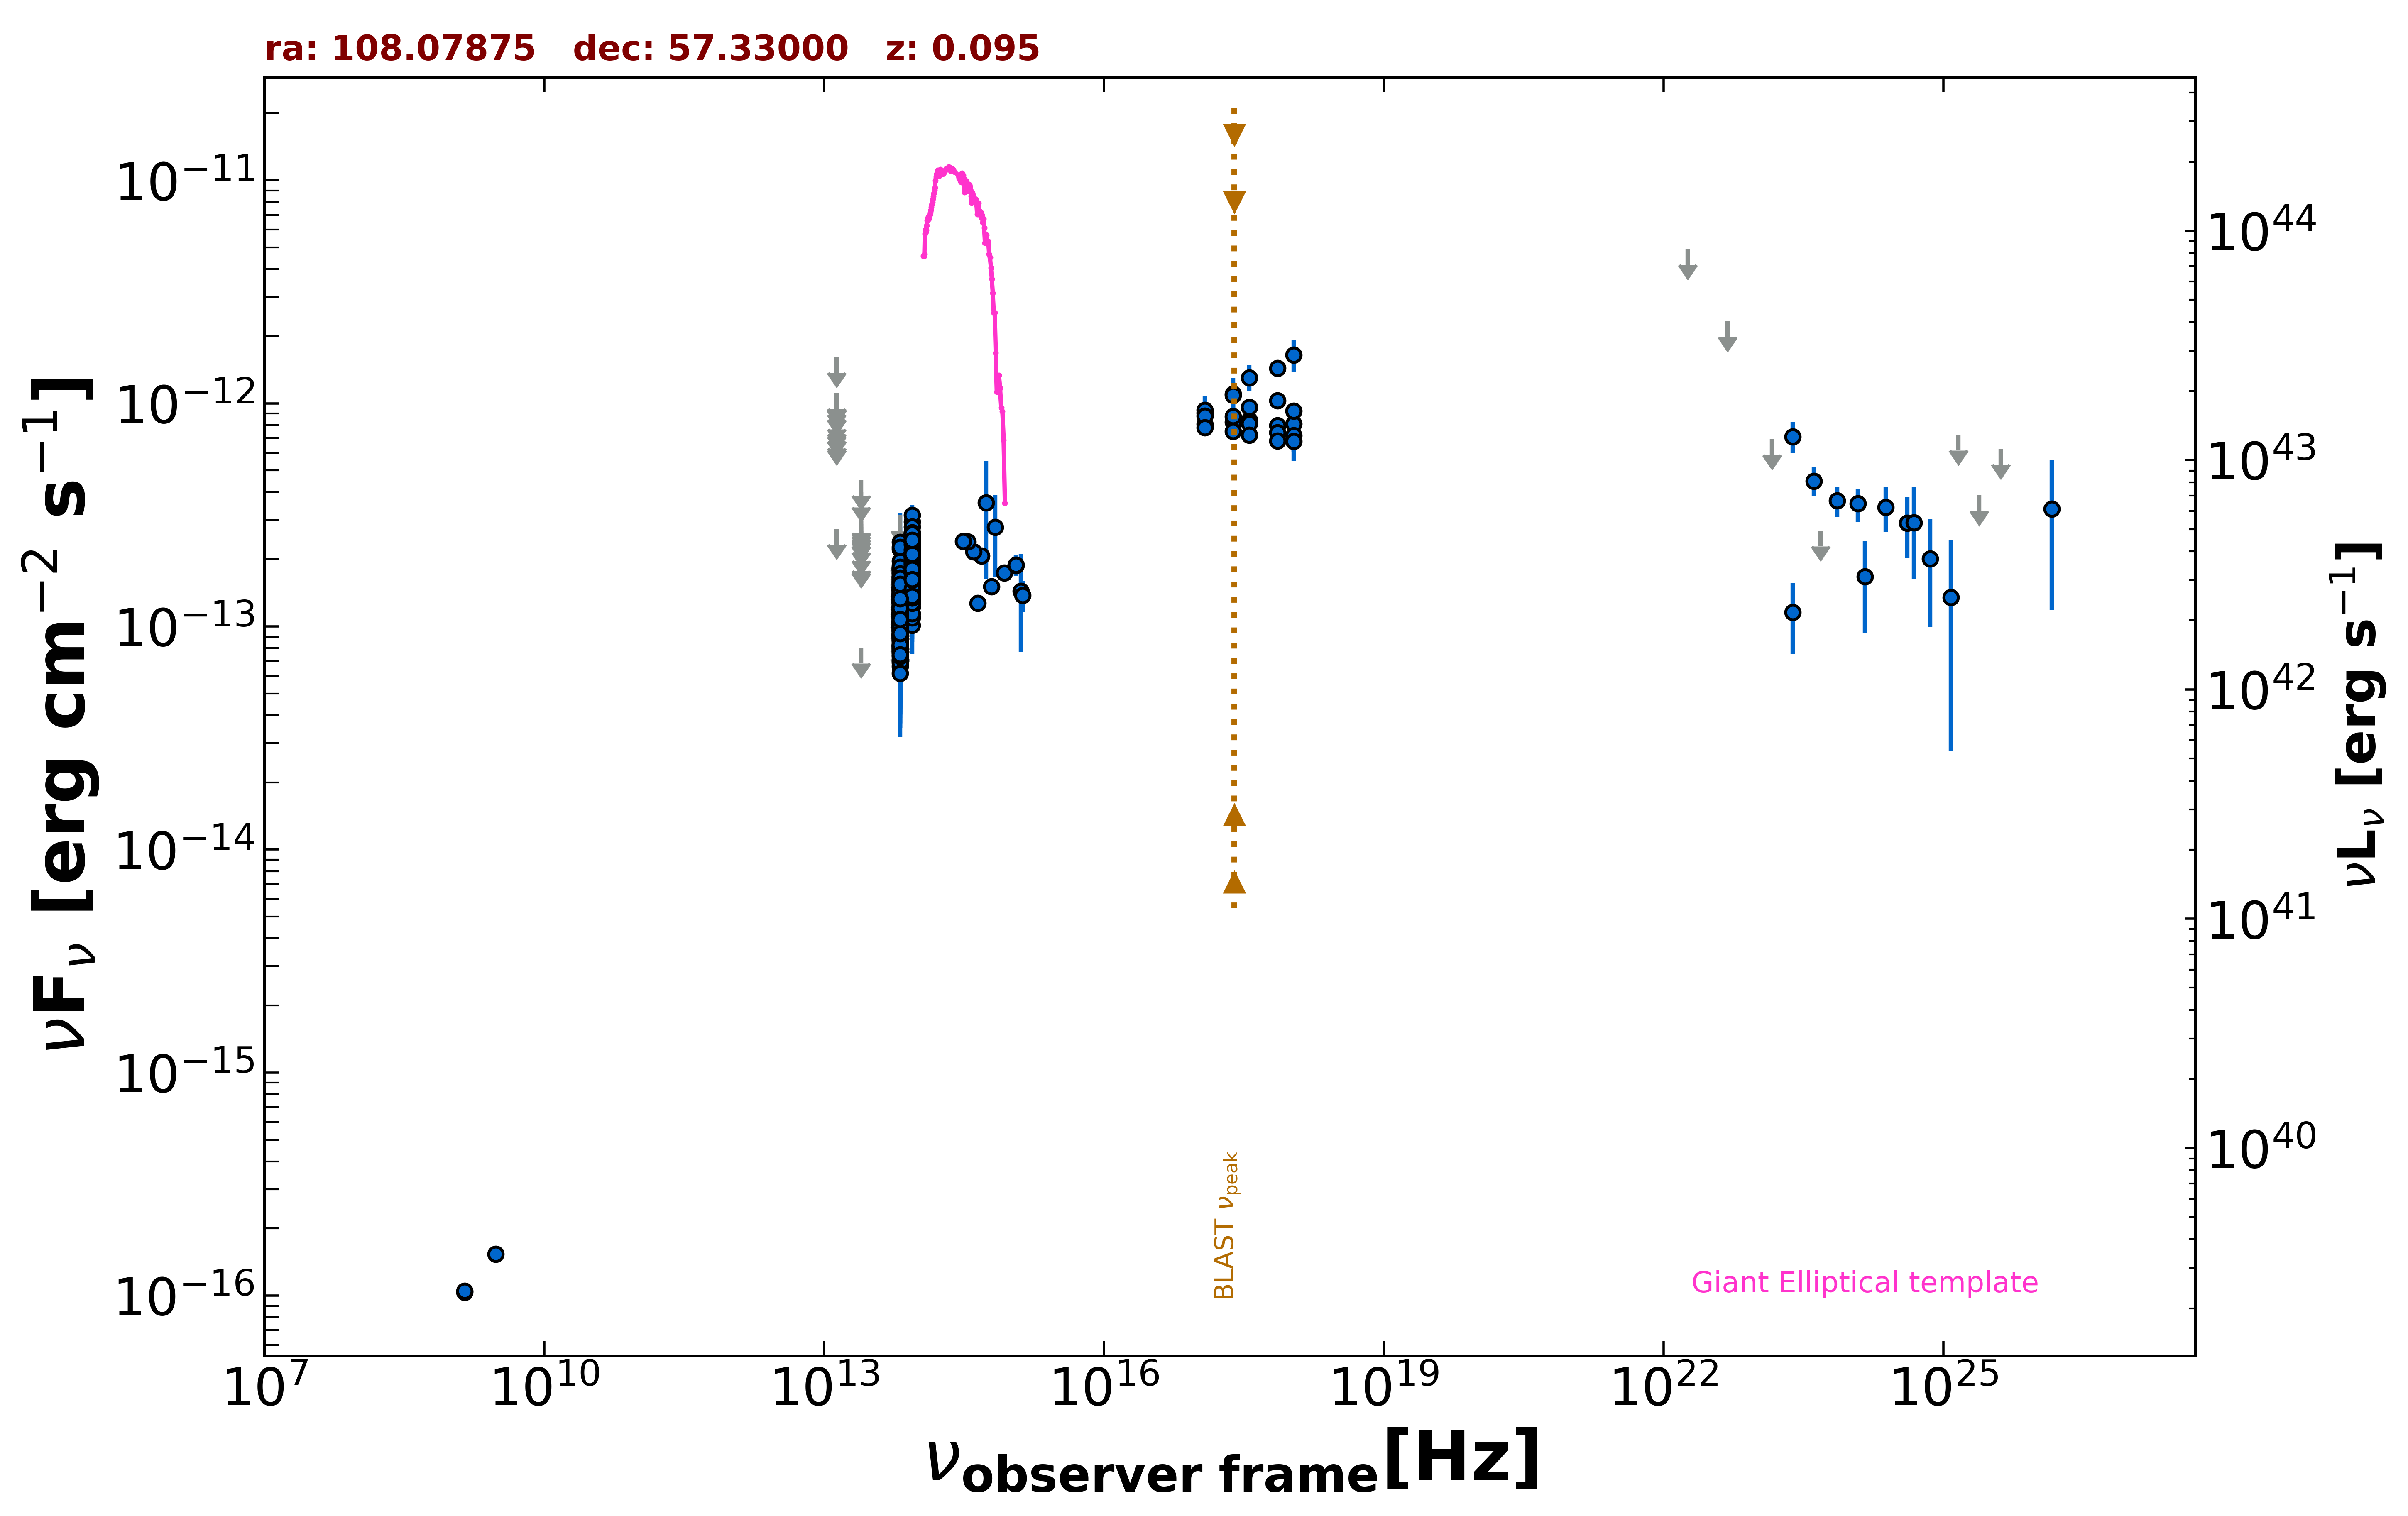 ra: 108.07875 dec: 57.33000 z: 0.095
νFν [erg cm−2 s−1]
10−11
10−12
10−13
10−14
10−15
10−16
10^44
10^43
10^42
10^41
10^40
νLν [erg s−1]
BLAST νpeak
Giant Elliptical template
10^7 10^10 10^13 10^16 10^19 10^22 10^25
νobserver frame[Hz]